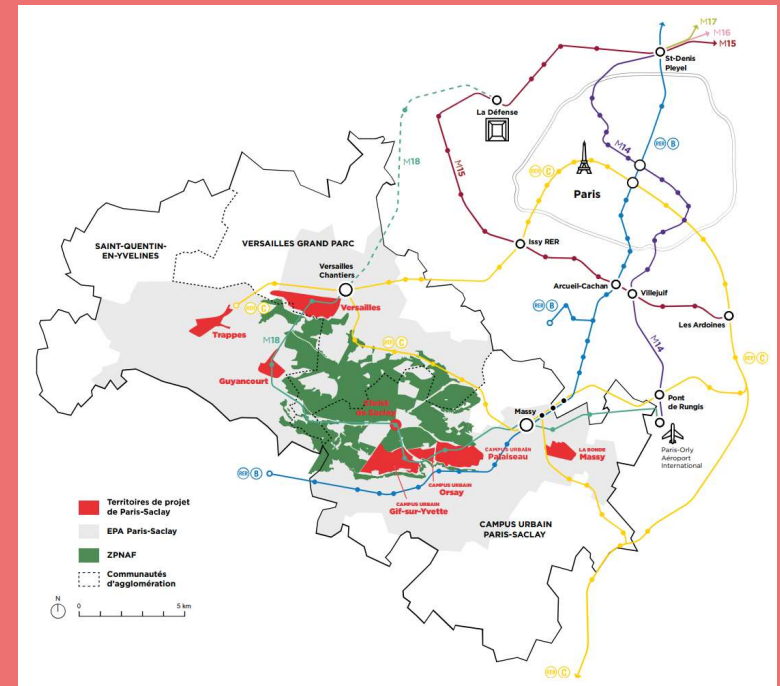 M17
M16
M15
St-Denis
Pleyel
La Défense
M18
M15
RER C
M14
RER B
Paris
SAINT-QUENTIN-
EN-YVELINES
VERSAILLES GRAND PARC
Versailles
Chantiers
Issy RER
Arcueil-Cachan
Villejuif
RER B
Les Ardoines
RER C
Versailles
Trappes
M18
RER C
M14
RER C
Guyancourt
Christ
de Saclay
Massy
Pont
de Rungis
Paris-Orly
Aéroport
International
CAMPUS URBAIN
Palaiseau
LA BONDE
Massy
RER B
CAMPUS URBAIN
Orsay
CAMPUS URBAIN
Gif-sur-Yvette
CAMPUS URBAIN
PARIS-SACLAY
Territoires de projet
de Paris-Saclay
EPA Paris-Saclay
ZPNAF
Communautés
d'agglomération
N
0
5 km
RER C